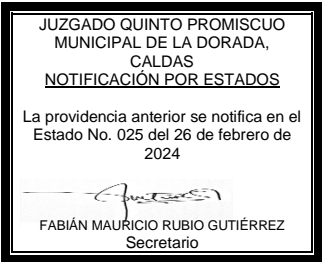 JUZGADO QUINTO PROMISCUO
MUNICIPAL DE LA DORADA,
CALDAS
NOTIFICACIÓN POR ESTADOS
La providencia anterior se notifica en el
Estado No. 025 del 26 de febrero de
2024
FABIÁN MAURICIO RUBIO GUTIÉRREZ
Secretario